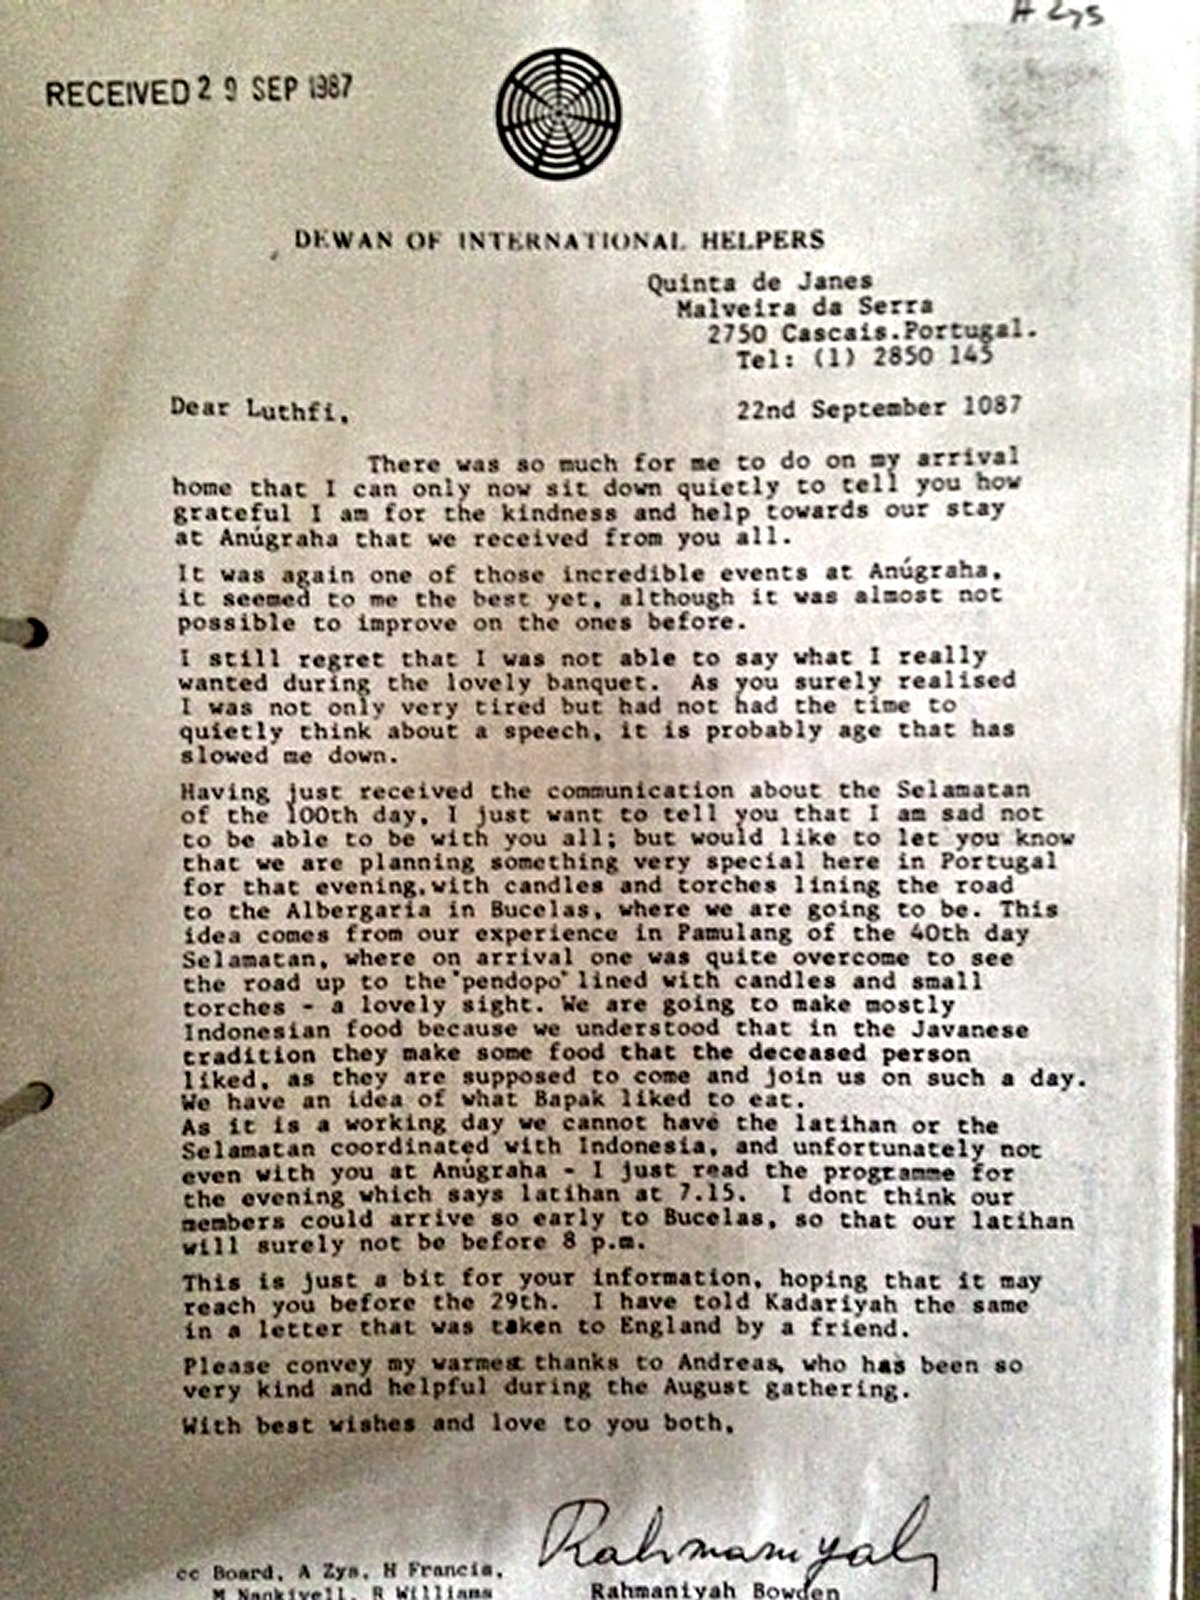 RECEIVED 29 SEP 1987
DEWAN OF INTERNATIONAL HELPERS
Quinta de Janes
Malveira da Serra
2750 Cascais.Portugal.
Tel: (1) 2850 145
Dear Luthfi, 22nd September 1087
There was so much for me to do on my arrival
home that I can only now sit down quietly to tell you how
grateful I am for the kindness and help towards our stay
at Anúgraha that we received from you all.
It was again one of those incredible events at Anúgraha,
it seemed to me the best yet, although it was almost not
possible to improve on the ones before.
I still regret that I was not able to say what I really
wanted during the lovely banquet. As you surely realised
I was not only very tired but had not had the time to
quietly think about a speech, it is probably age that has
slowed me down.
Having just received the communication about the Selamatan
of the 100th day, I just want to tell you that I am sad not
to be able to be with you all; but would like to let you know
that we are planning something very special here in Portugal
for that evening,with candles and torches lining the road
to the Albergaria in Bucelas, where we are going to be. This
idea comes from our experience in Pamulang of the 40th day
Selamatan, where on arrival one was quite overcome to see
the road up to the "pendopo" lined with candles and small
torches - a lovely sight. We are going to make mostly
Indonesian food because we understood that in the Javanese
tradition they make some food that the deceased person
liked, as they are supposed to come and join us on such a day.
We have an idea of what Bapak liked to eat.
As it is a working day we cannot have the latihan or the
Selamatan coordinated with Indonesia, and unfortunately not
even with you at Anúgraha - I just read the programme for
the evening which says latihan at 7.15. I dont think our
members could arrive so early to Bucelas, so that our latihan
will surely not be before 8 p.m.
This is just a bit for your information, hoping that it may
reach you before the 29th. I have told Kadariyah the same
in a letter that was taken to England by a friend.
Please convey my warmest thanks to Andreas, who has been so
very kind and helpful during the August gathering.
With best wishes and love to you both,
Rahmaniyah
cc Board, A Zys, H Francis,
M Nankivell, R Williams
Rahmaniyah Bowden